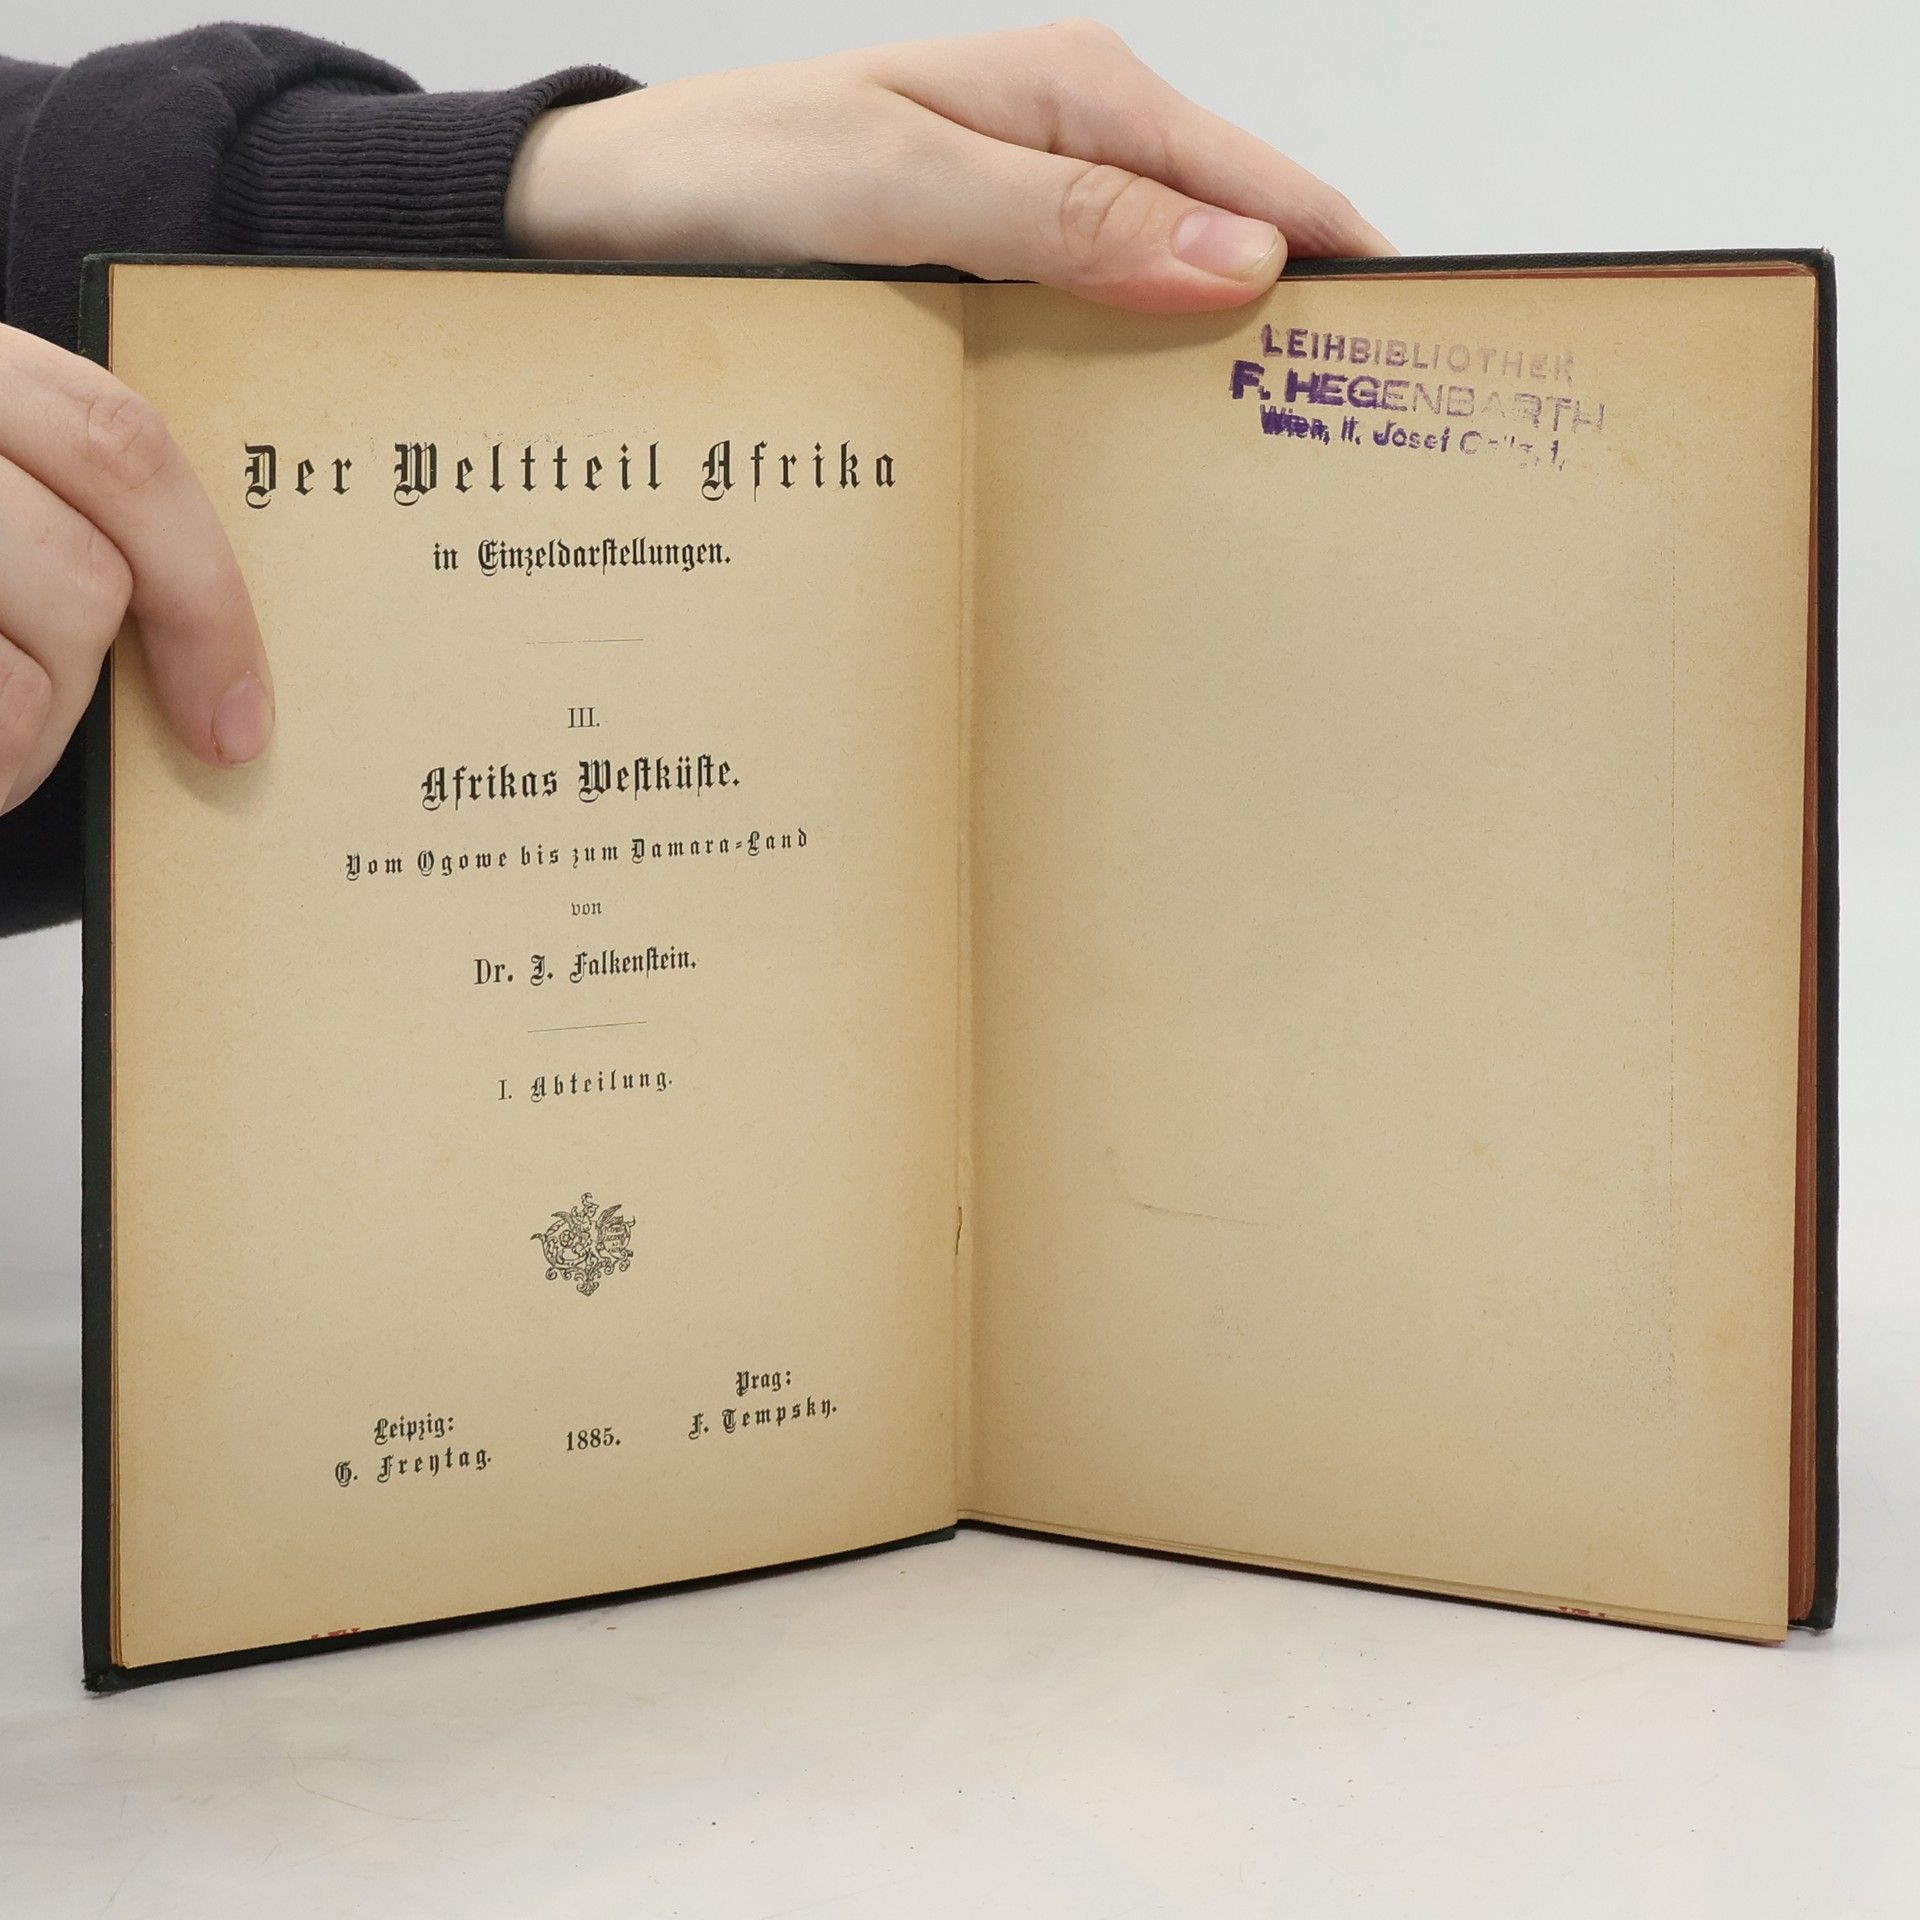 Der Weltteil Afrika
in Einzeldarstellungen.
III.
Afrikas Westküste.
Vom Ogowe bis zum Damara-Land
von
Dr. J. Falkenstein.
I. Abteilung.
Leipzig:
G. Freytag.
1885.
Prag:
F. Tempsky.
LEIHBIBLIOTHEK
F. HEGENBARTH
Wien, II. Josef